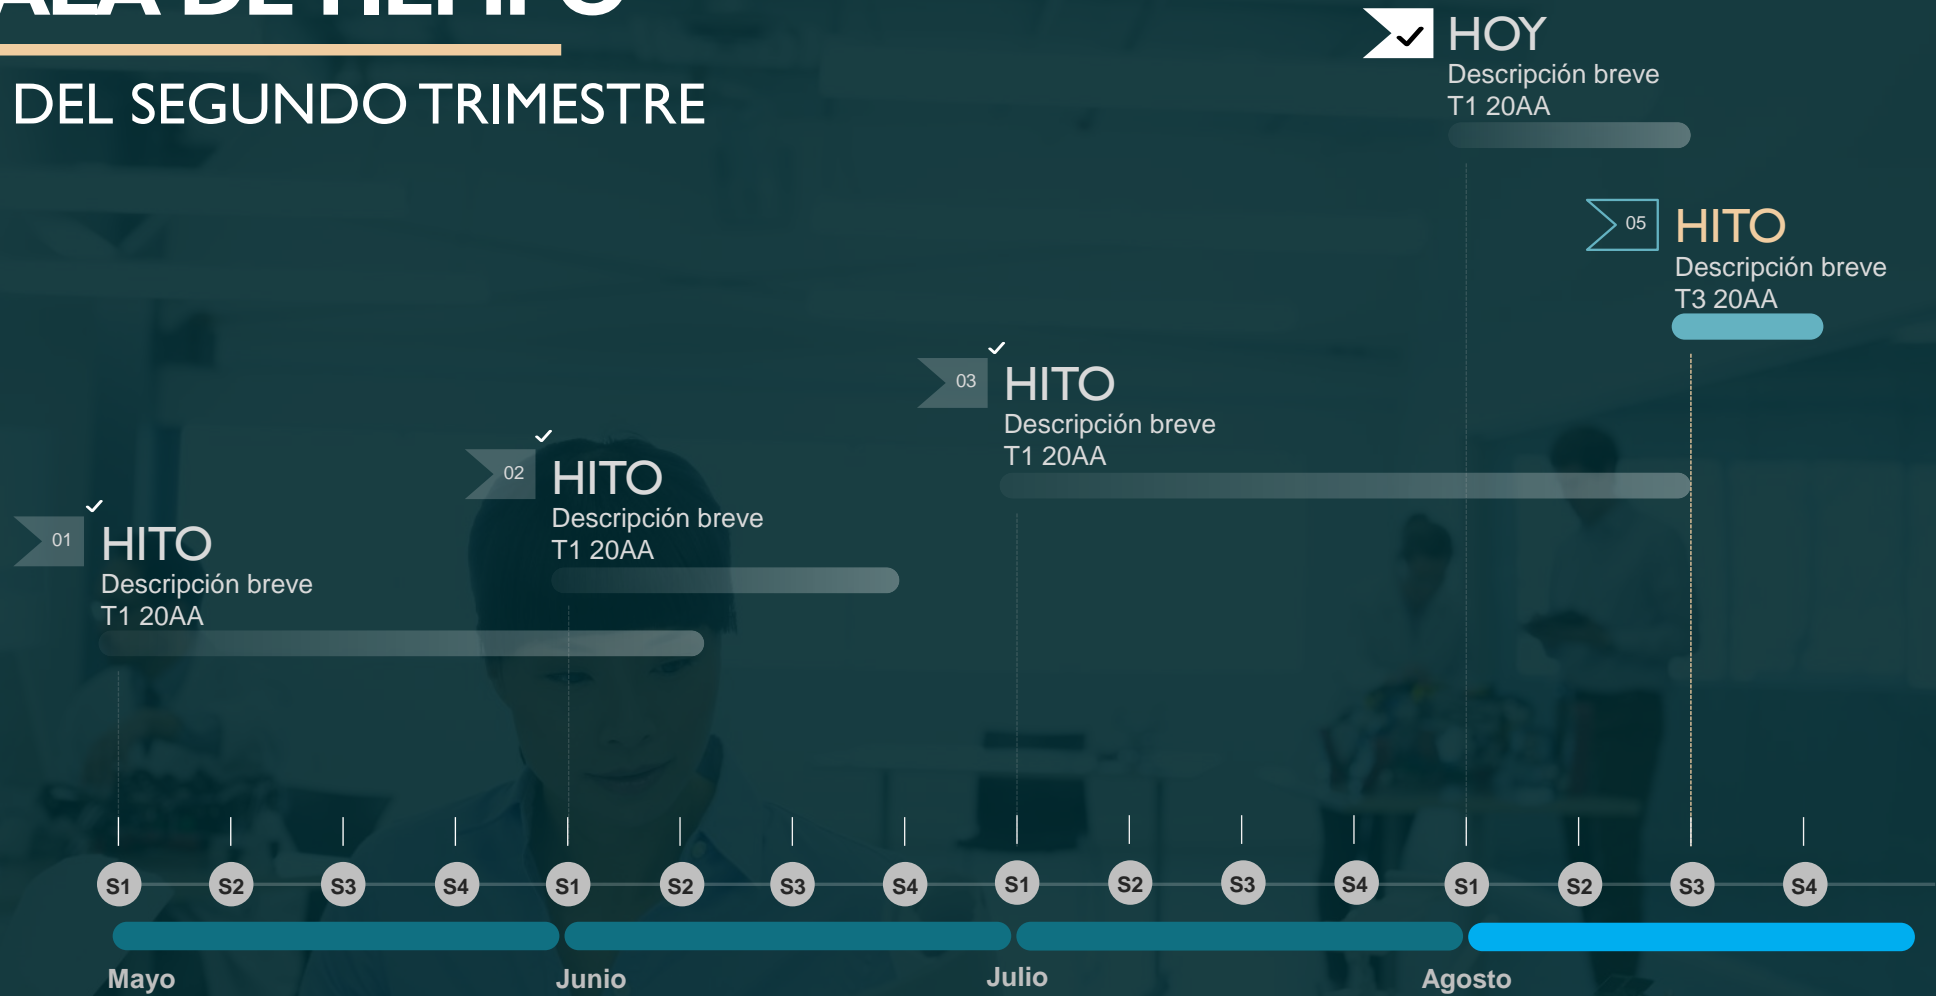 DE TIEMPO
DEL SEGUNDO TRIMESTRE
HOY
Descripción breve
T1 20AA
05
HITO
Descripción breve
T3 20AA
03
HITO
Descripción breve
T1 20AA
02
HITO
Descripción breve
T1 20AA
01
HITO
Descripción breve
T1 20AA
S1 S2 S3 S4 S1 S2 S3 S4 S1 S2 S3 S4 S1 S2 S3 S4
Mayo Junio Julio Agosto